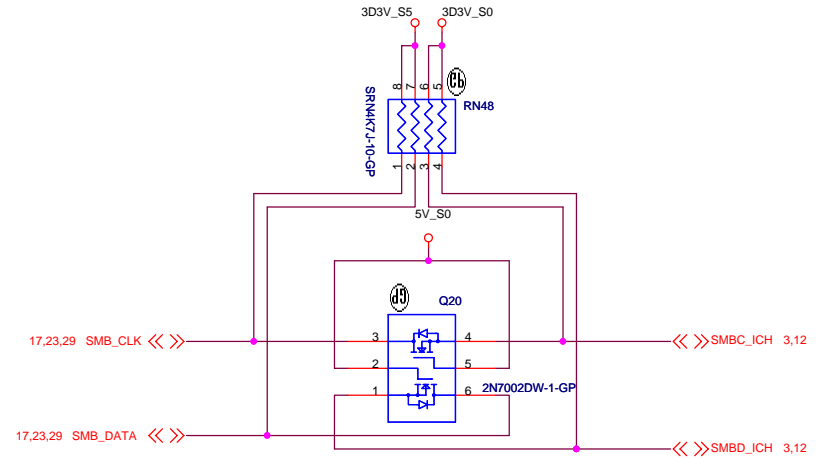 3D3V_S5 3D3V_S0
8 7 6 5
SRN4K7J-10-GP
RN48
1 2 3 4
5V_S0
Q20
17,23,29 SMB_CLK
3 4
SMBC_ICH 3,12
2 5
1 6
2N7002DW-1-GP
17,23,29 SMB_DATA
SMBD_ICH 3,12